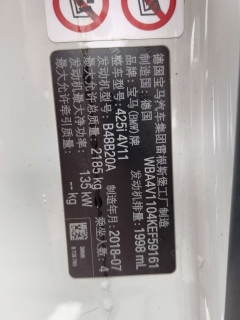 德国宝马汽车集团雷根斯堡工厂制造
制造国：德国 WBA4V1104KEF59161
品牌：宝马(BMW)牌 发动机排量：1998 ml
整车型号：425i 4V11
发动机型号：B48B20A 制造年月：2018-07
最大允许总质量：2185 kg 乘坐人数：4
发动机最大净功率：135 kW
最大允许牵引质量：-- kg